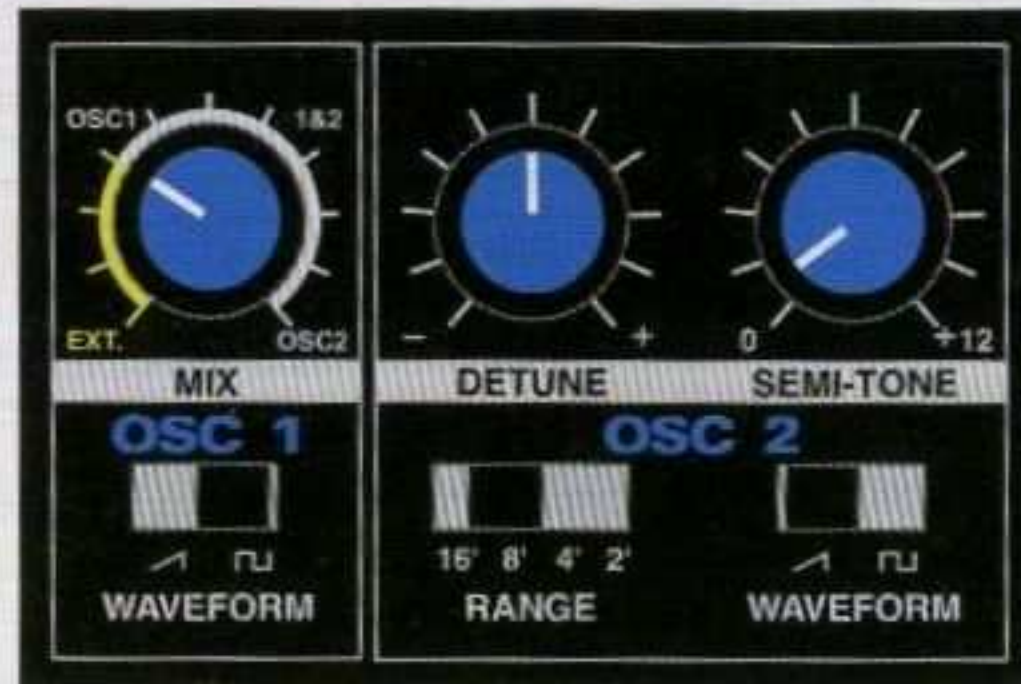 OSC1 1&2
EXT. OSC2
- +
0 +12
MIX
DETUNE
SEMI-TONE
OSC 1
OSC 2
16' 8' 4' 2'
WAVEFORM
RANGE
WAVEFORM